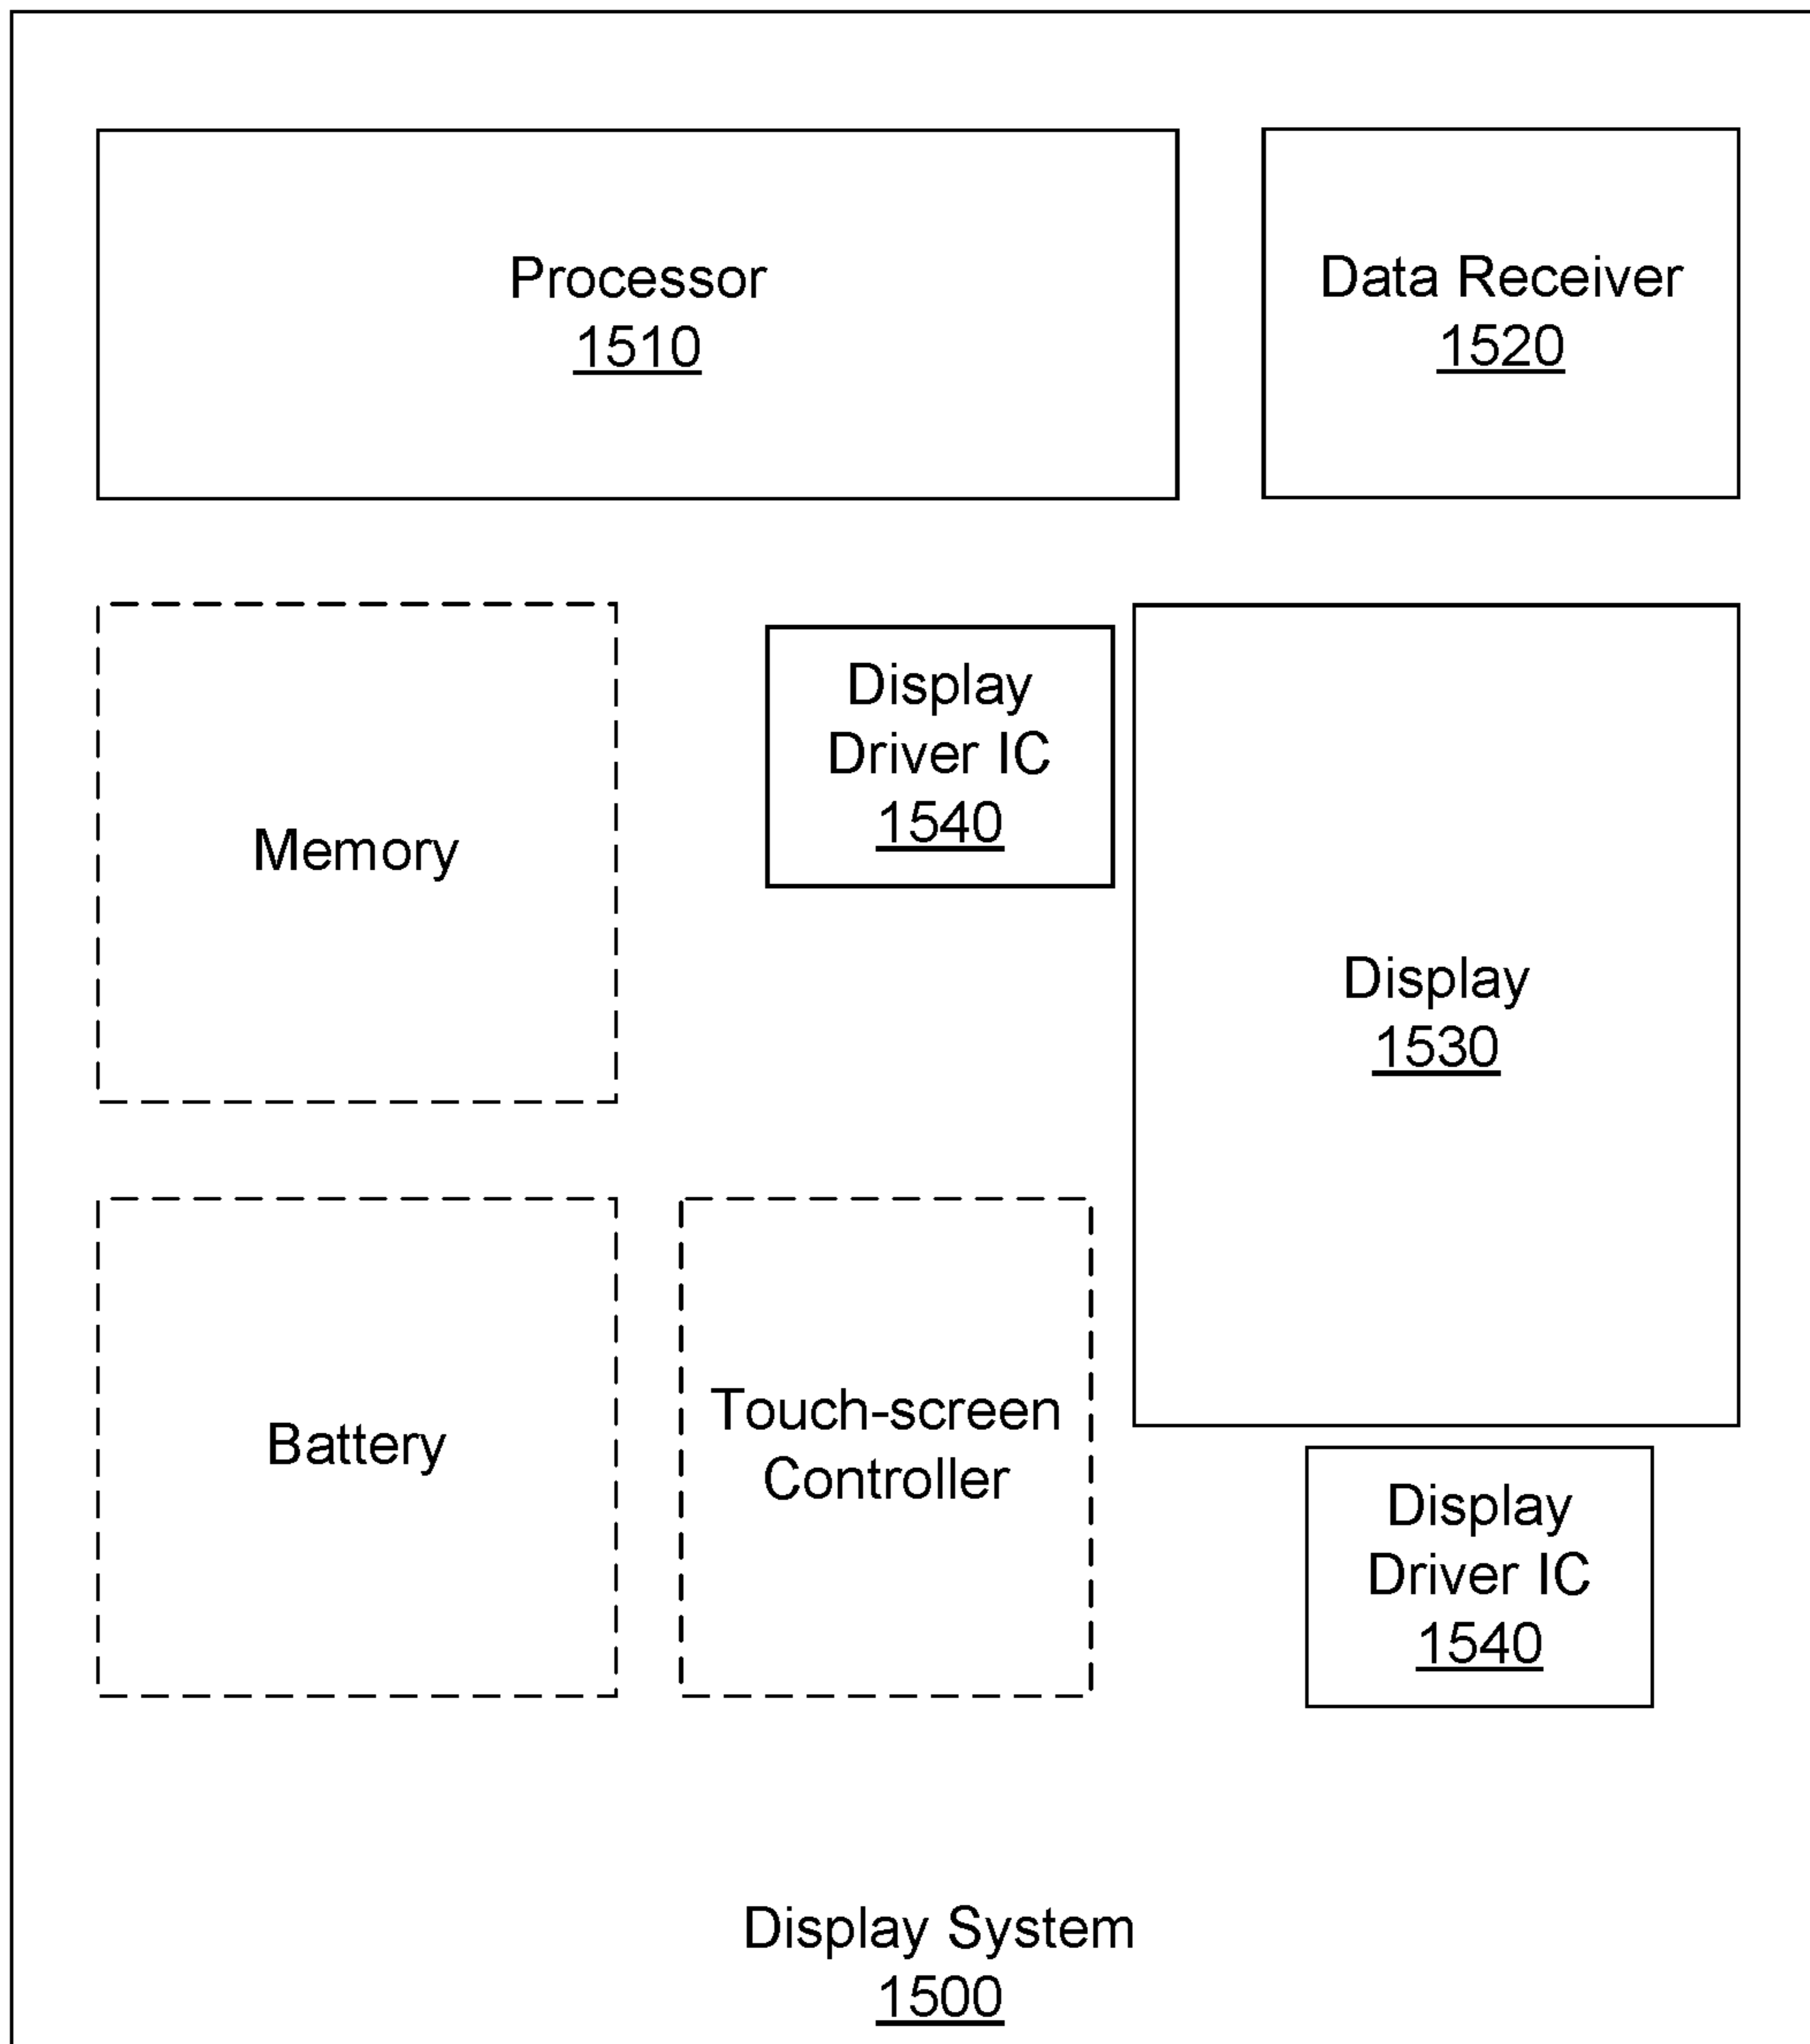 Processor
1510
Data Receiver
1520
Memory
Display
Driver IC
1540
Display
1530
Battery
Touch-screen
Controller
Display
Driver IC
1540
Display System
1500